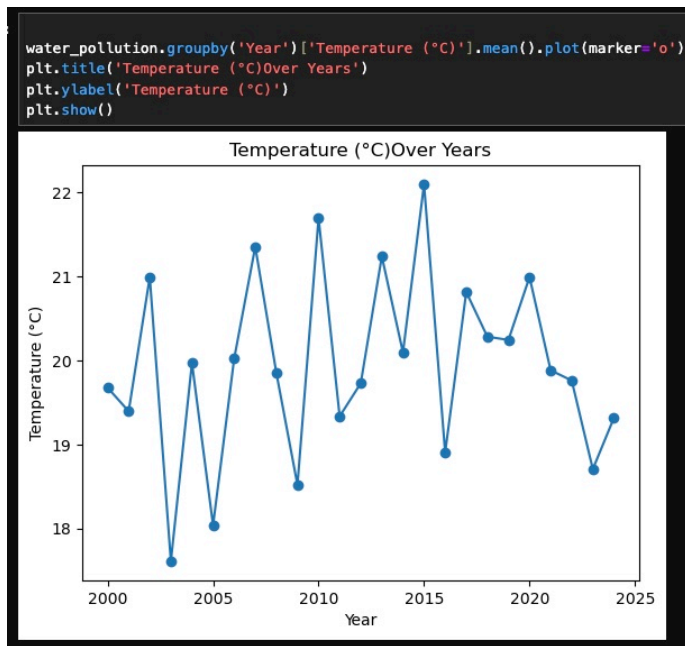 water_pollution.groupby('Year')['Temperature (°C)'].mean().plot(marker='o')
plt.title('Temperature (°C)Over Years')
plt.ylabel('Temperature (°C)')
plt.show()
Temperature (°C)Over Years
22
21
20
19
18
Temperature (°C)
2000 2005 2010 2015 2020 2025
Year